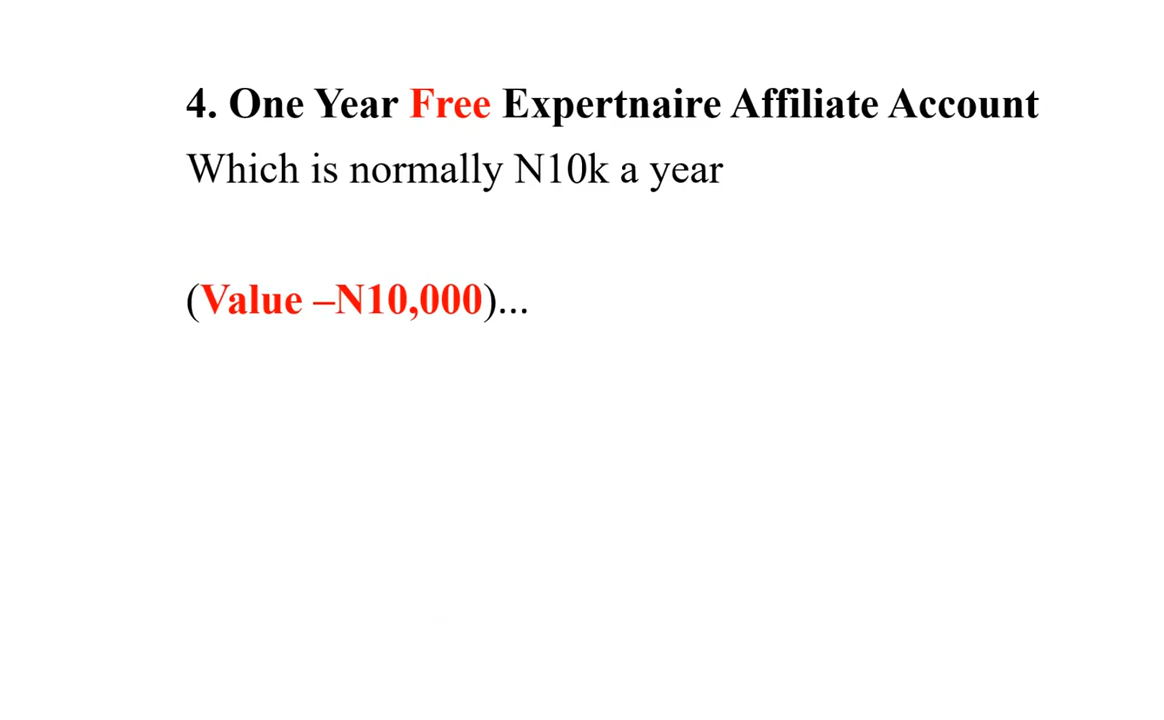 4. One Year Free Expertnaire Affiliate Account
Which is normally N10k a year
(Value –N10,000)...